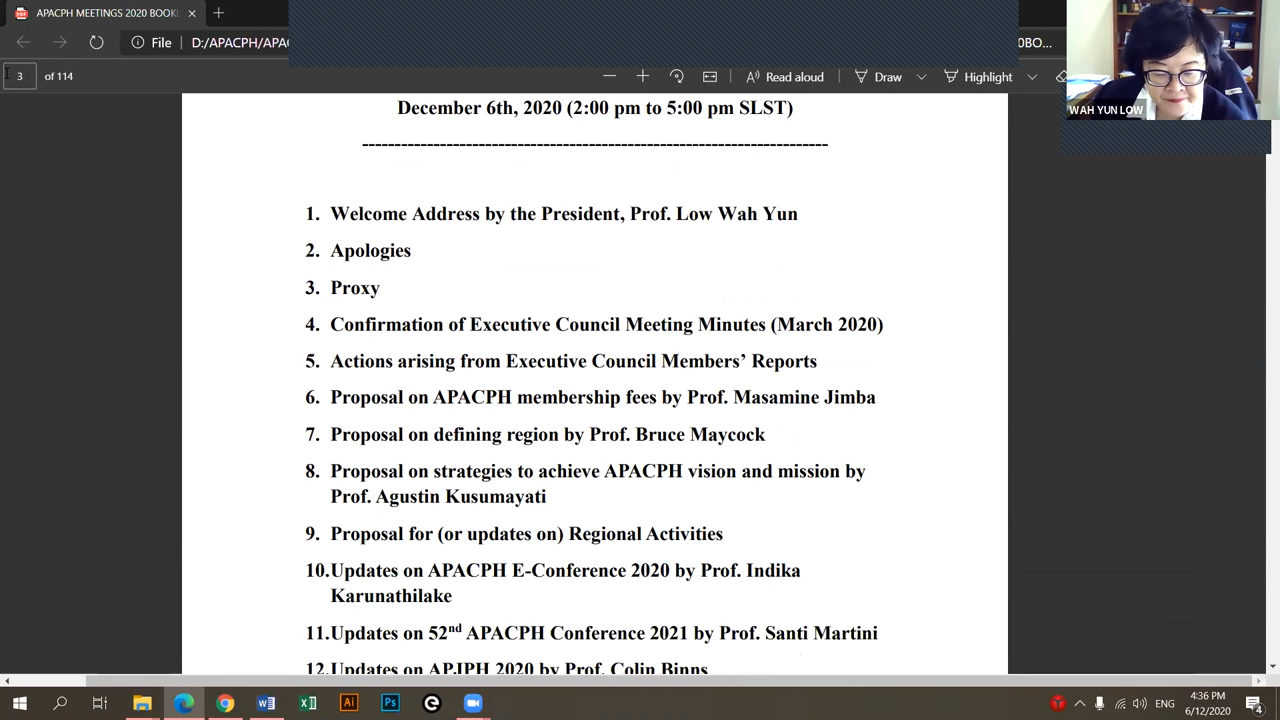 APACPH MEETINGS 2020 BOOK
File
D:/APACPH/APA
0BO...
3 of 114
Read aloud
Draw
Highlight
WAH YUN LOW
December 6th, 2020 (2:00 pm to 5:00 pm SLST)
1. Welcome Address by the President, Prof. Low Wah Yun
2. Apologies
3. Proxy
4. Confirmation of Executive Council Meeting Minutes (March 2020)
5. Actions arising from Executive Council Members’ Reports
6. Proposal on APACPH membership fees by Prof. Masamine Jimba
7. Proposal on defining region by Prof. Bruce Maycock
8. Proposal on strategies to achieve APACPH vision and mission by
Prof. Agustin Kusumayati
9. Proposal for (or updates on) Regional Activities
10.Updates on APACPH E-Conference 2020 by Prof. Indika
Karunathilake
11.Updates on 52nd APACPH Conference 2021 by Prof. Santi Martini
12.Updates on APJPH 2020 by Prof. Colin Binns
ENG
4:36 PM
6/12/2020